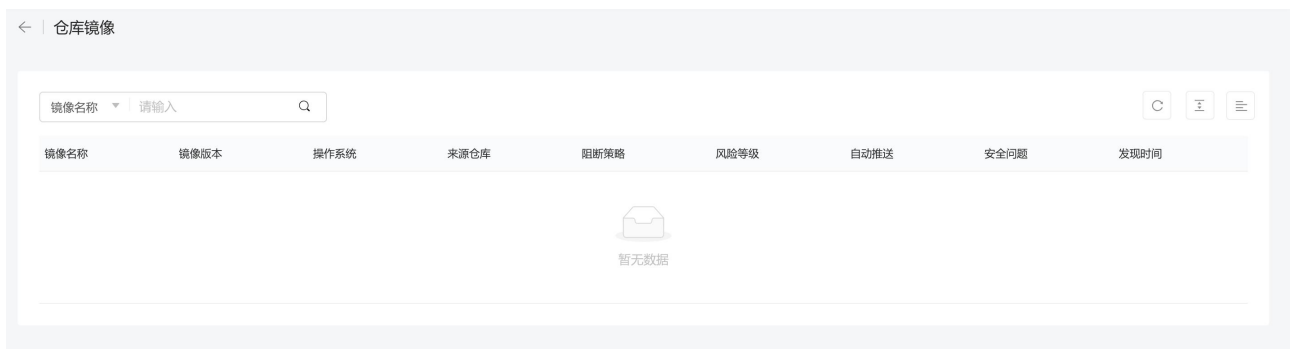 仓库镜像
镜像名称 请输入
镜像名称 镜像版本 操作系统 来源仓库 阻断策略 风险等级 自动推送 安全问题 发现时间
暂无数据